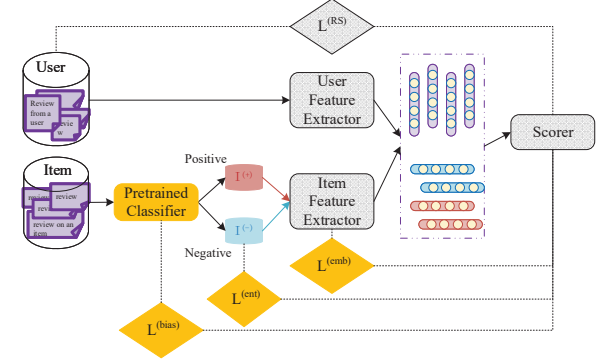 L(RS)
User
Review
from a
user
User
Feature
Extractor
Scorer
Item
review
review on an
item
Positive
Pretrained
Classifier
I(+)
I(-)
Negative
Item
Feature
Extractor
L(emb)
L(ent)
L(bias)